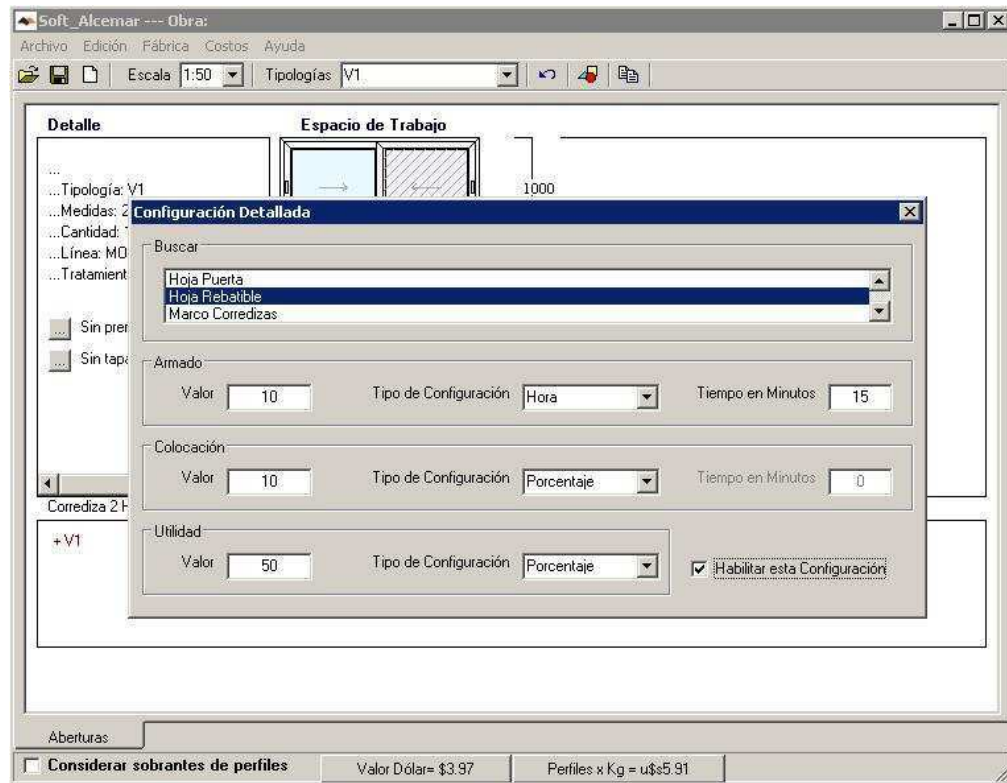 Soft_Alcemar --- Obra:
Archivo Edición Fábrica Costos Ayuda
Escala 1:50 Tipologías V1
Detalle
Espacio de Trabajo
...
...Tipología: V1
...Medidas: 2
...Cantidad:
...Línea: MO
...Tratamient
1000
... Sin prer
... Sin tapa
Configuración Detallada
Buscar
Hoja Puerta
Hoja Rebatible
Marco Corredizas
Armado
Valor 10 Tipo de Configuración Hora Tiempo en Minutos 15
Colocación
Valor 10 Tipo de Configuración Porcentaje Tiempo en Minutos 0
Utilidad
Valor 50 Tipo de Configuración Porcentaje
Habilitar esta Configuración
Corrediza 2 H
+V1
Aberturas
Considerar sobrantes de perfiles
Valor Dólar= $3.97
Perfiles x Kg = u$s5.91